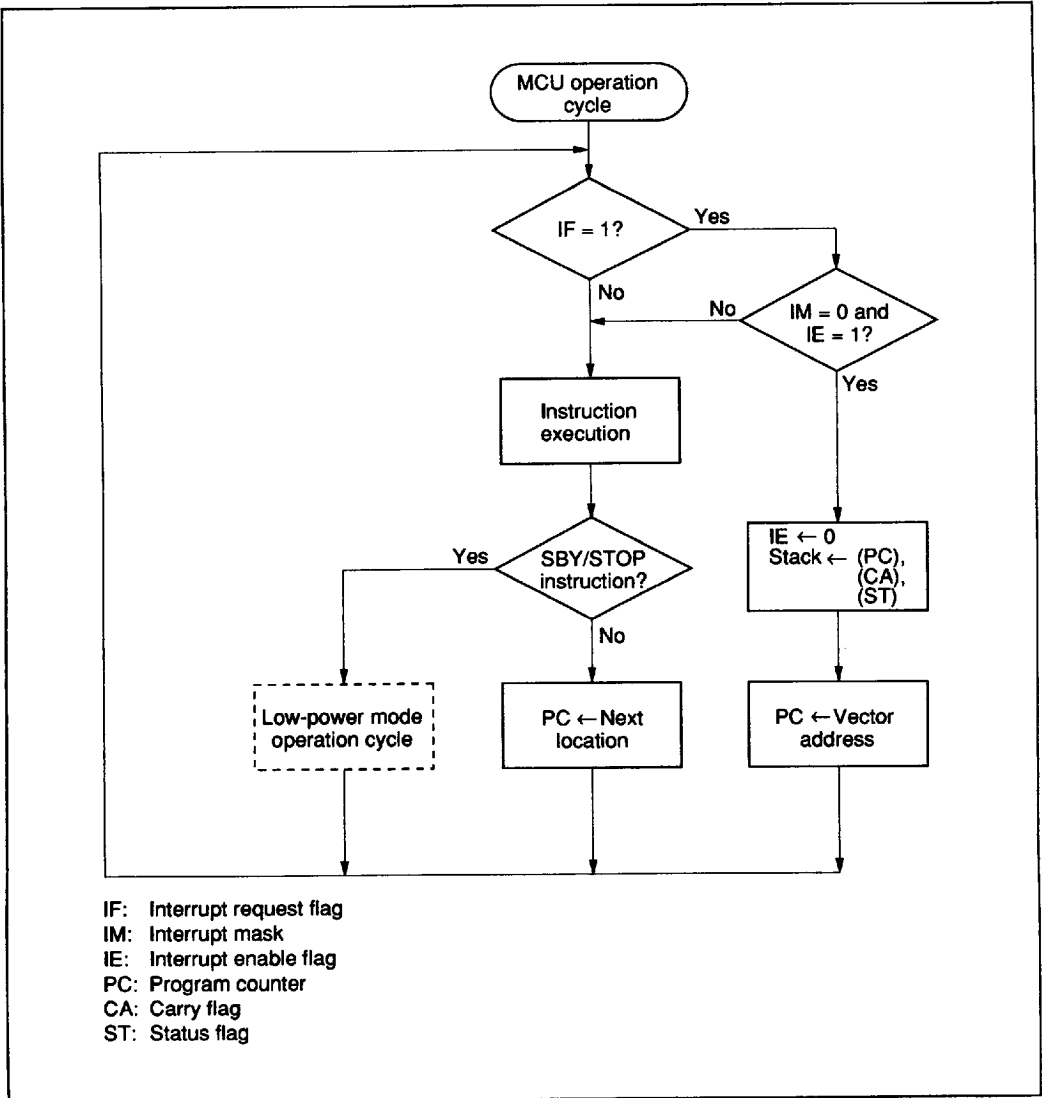 MCU operation
cycle
IF = 1?
Yes
No
No
IM = 0 and
IE = 1?
Yes
Instruction
execution
Yes
SBY/STOP
instruction?
No
IE ← 0
Stack ← (PC),
(CA),
(ST)
Low-power mode
operation cycle
PC ← Next
location
PC ← Vector
address
IF: Interrupt request flag
IM: Interrupt mask
IE: Interrupt enable flag
PC: Program counter
CA: Carry flag
ST: Status flag